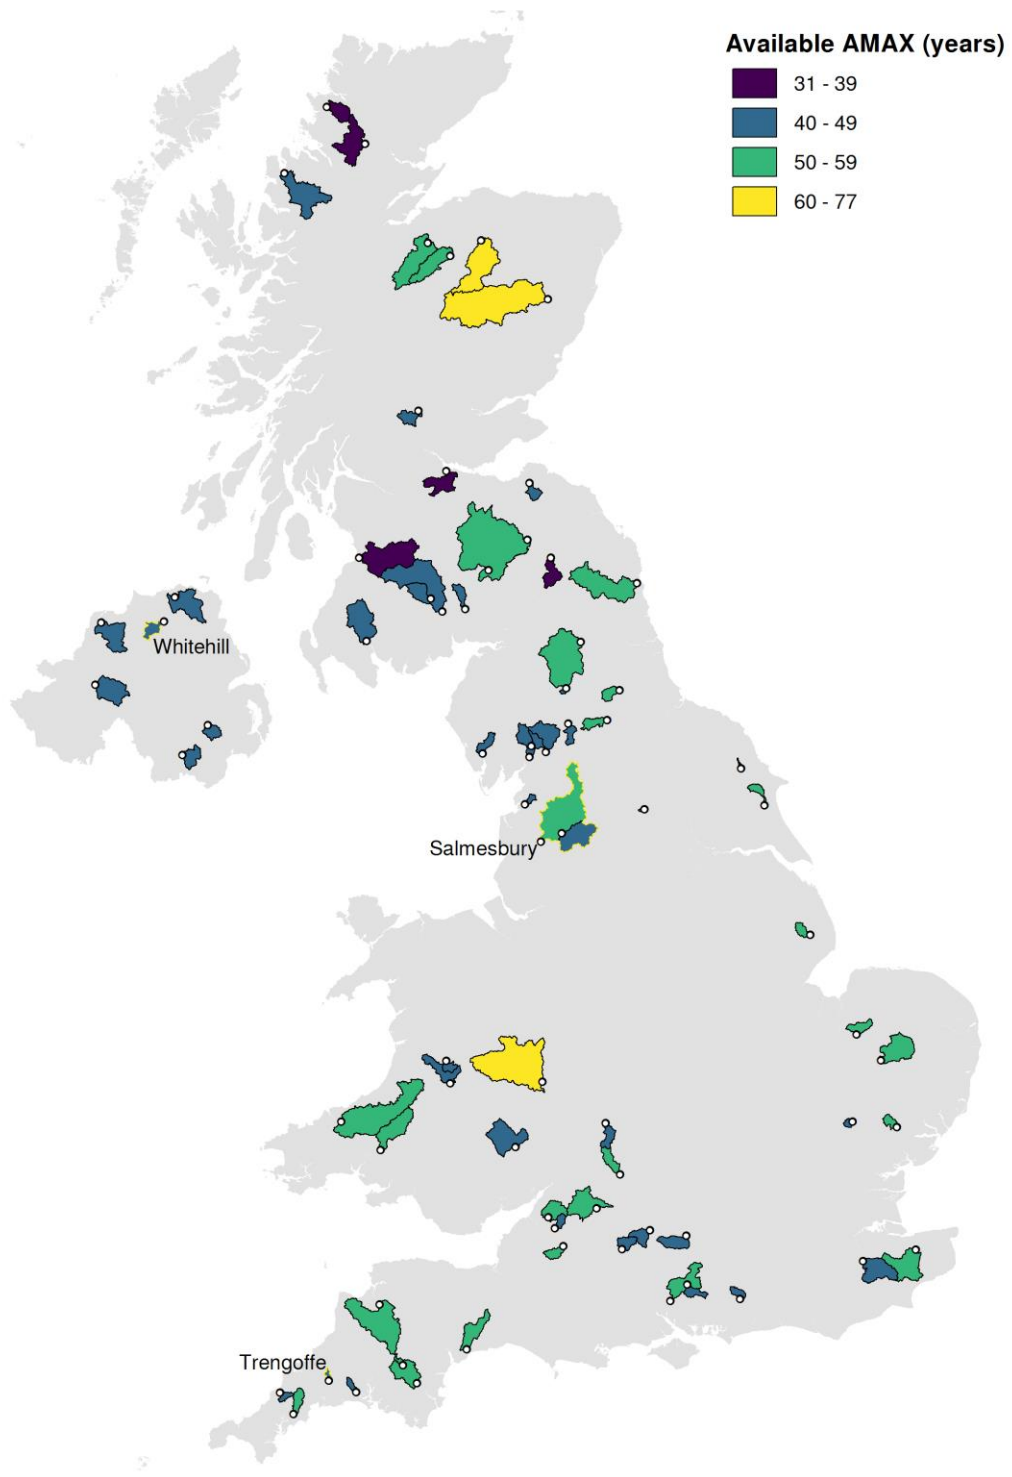 Available AMAX (years)
31 - 39
40 - 49
50 - 59
60 - 77
Whitehill
Salmesbury
Trengoffe